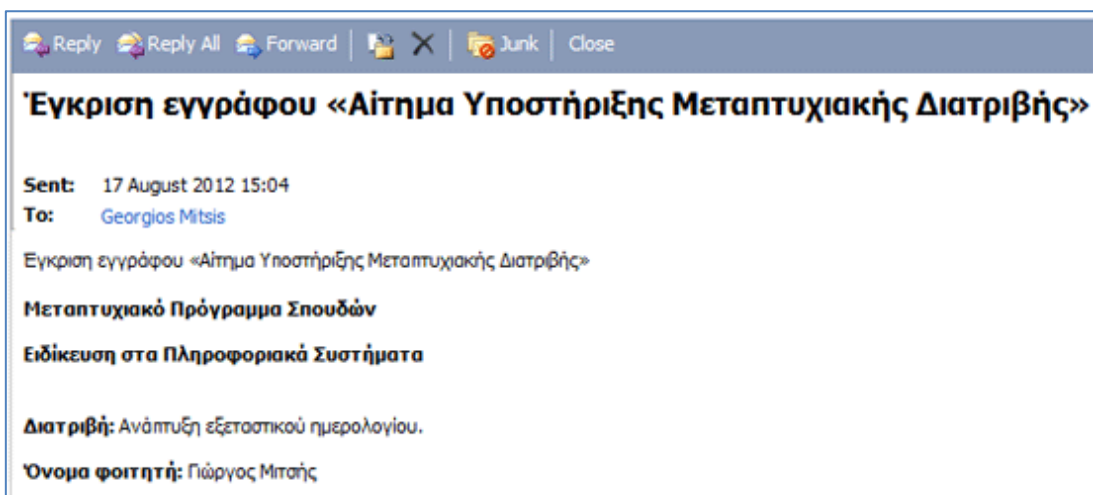 Reply Reply All Forward Junk Close
Έγκριση εγγράφου «Αίτημα Υποστήριξης Μεταπτυχιακής Διατριβής»
Sent: 17 August 2012 15:04
To: Georgios Mitsis
Έγκριση εγγράφου «Αίτημα Υποστήριξης Μεταπτυχιακής Διατριβής»
Μεταπτυχιακό Πρόγραμμα Σπουδών
Ειδίκευση στα Πληροφοριακά Συστήματα
Διατριβή: Ανάπτυξη εξεταστικού ημερολογίου.
Όνομα φοιτητή: Γιώργος Μιτσής